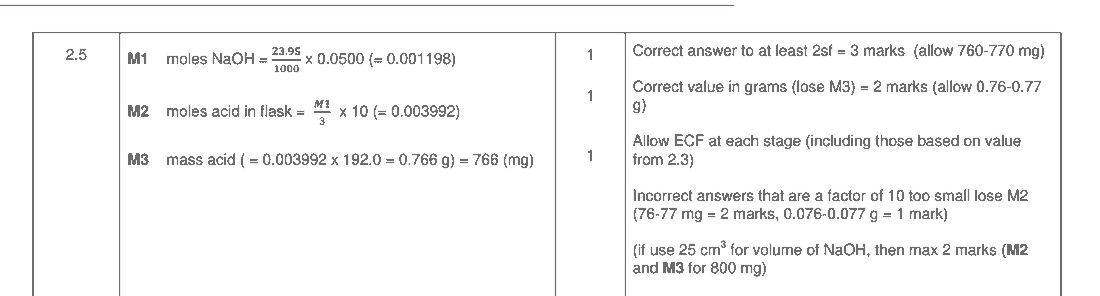 2.5
M1 moles NaOH = 23.95/1000 x 0.0500 (= 0.001198)
M2 moles acid in flask = M1/3 x 10 (= 0.003992)
M3 mass acid ( = 0.003992 x 192.0 = 0.766 g) = 766 (mg)
1
1
1
Correct answer to at least 2sf = 3 marks (allow 760-770 mg)
Correct value in grams (lose M3) = 2 marks (allow 0.76-0.77
g)
Allow ECF at each stage (including those based on value
from 2.3)
Incorrect answers that are a factor of 10 too small lose M2
(76-77 mg = 2 marks, 0.076-0.077 g = 1 mark)
(if use 25 cm³ for volume of NaOH, then max 2 marks (M2
and M3 for 800 mg)